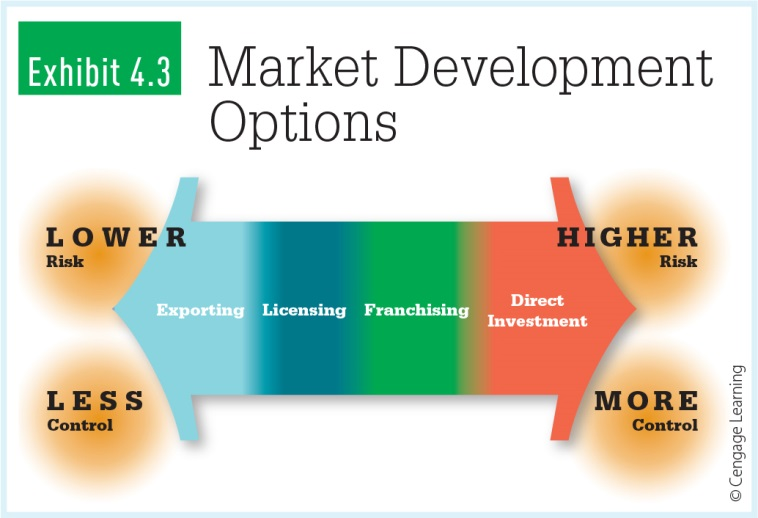 Exhibit 4.3
Market Development
Options
LOWER
Risk
HIGHER
Risk
Exporting
Licensing
Franchising
Direct
Investment
LESS
Control
MORE
Control
© Cengage Learning